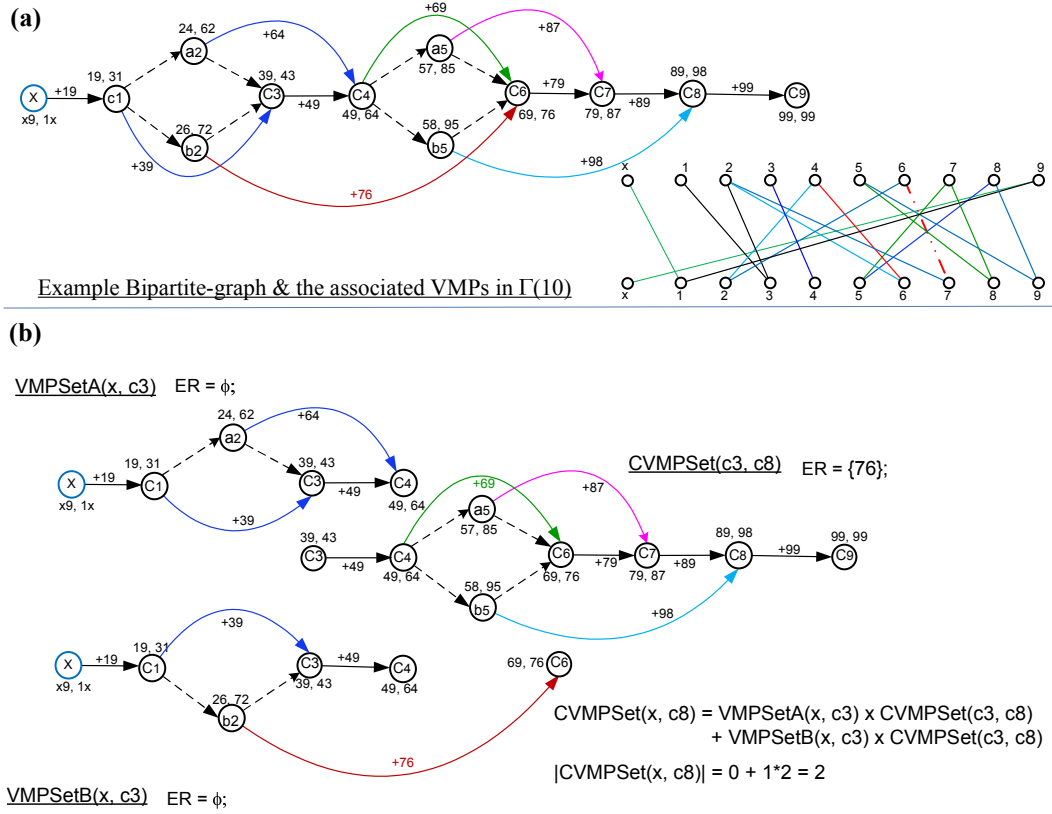 (a)
24, 62
a2
+64
+69
+87
a5
57, 85
19, 31
39, 43
89, 98
X
+19
c1
C3
+49
C4
C6
+79
C7
+89
C8
+99
C9
x9, 1x
49, 64
69, 76
79, 87
99, 99
26, 72
b2
58, 95
b5
+39
+98
+76
x 1 2 3 4 5 6 7 8 9
x 1 2 3 4 5 6 7 8 9
Example Bipartite-graph & the associated VMPs in Γ(10)
(b)
VMPSetA(x, c3) ER = ϕ;
24, 62
a2
+64
19, 31
39, 43
X
+19
C1
C3
+49
C4
x9, 1x
49, 64
+39
CVMPSet(c3, c8) ER = {76};
+69
+87
a5
57, 85
39, 43
89, 98
99, 99
C3
+49
C4
C6
+79
C7
+89
C8
+99
C9
49, 64
69, 76
79, 87
58, 95
b5
+98
+39
19, 31
X
+19
C1
C3
+49
C4
x9, 1x
39, 43
49, 64
26, 72
b2
69, 76
C6
+76
CVMPSet(x, c8) = VMPSetA(x, c3) x CVMPSet(c3, c8)
+ VMPSetB(x, c3) x CVMPSet(c3, c8)
|CVMPSet(x, c8)| = 0 + 1*2 = 2
VMPSetB(x, c3) ER = ϕ;